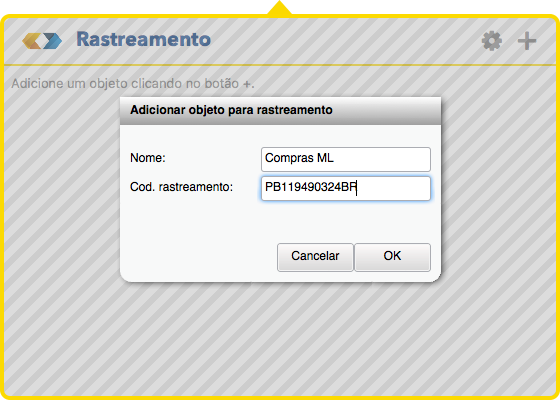 Rastreamento
Adicione um objeto clicando no botão +.
Adicionar objeto para rastreamento
Nome: Compras ML
Cod. rastreamento: PB119490324BR
Cancelar OK